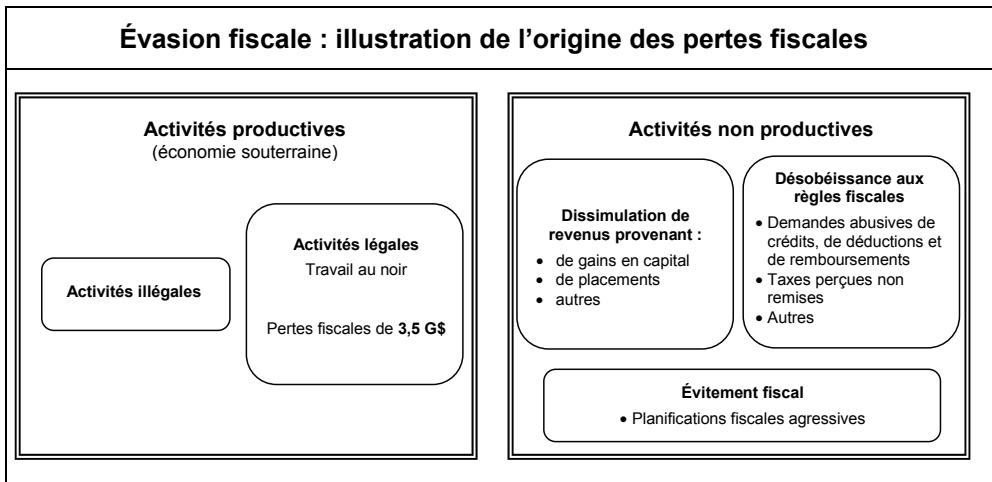 Évasion fiscale : illustration de l’origine des pertes fiscales
Activités productives
(économie souterraine)
Activités illégales
Activités légales
Travail au noir
Pertes fiscales de 3,5 G$
Activités non productives
Dissimulation de
revenus provenant :
• de gains en capital
• de placements
• autres
Désobéissance aux
règles fiscales
• Demandes abusives de
crédits, de déductions et
de remboursements
• Taxes perçues non
remises
• Autres
Évitement fiscal
• Planifications fiscales agressives